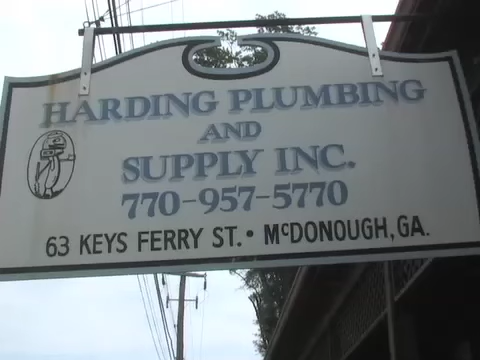 HARDING PLUMBING
AND
SUPPLY INC.
770-957-5770
63 KEYS FERRY ST. • McDONOUGH, GA.